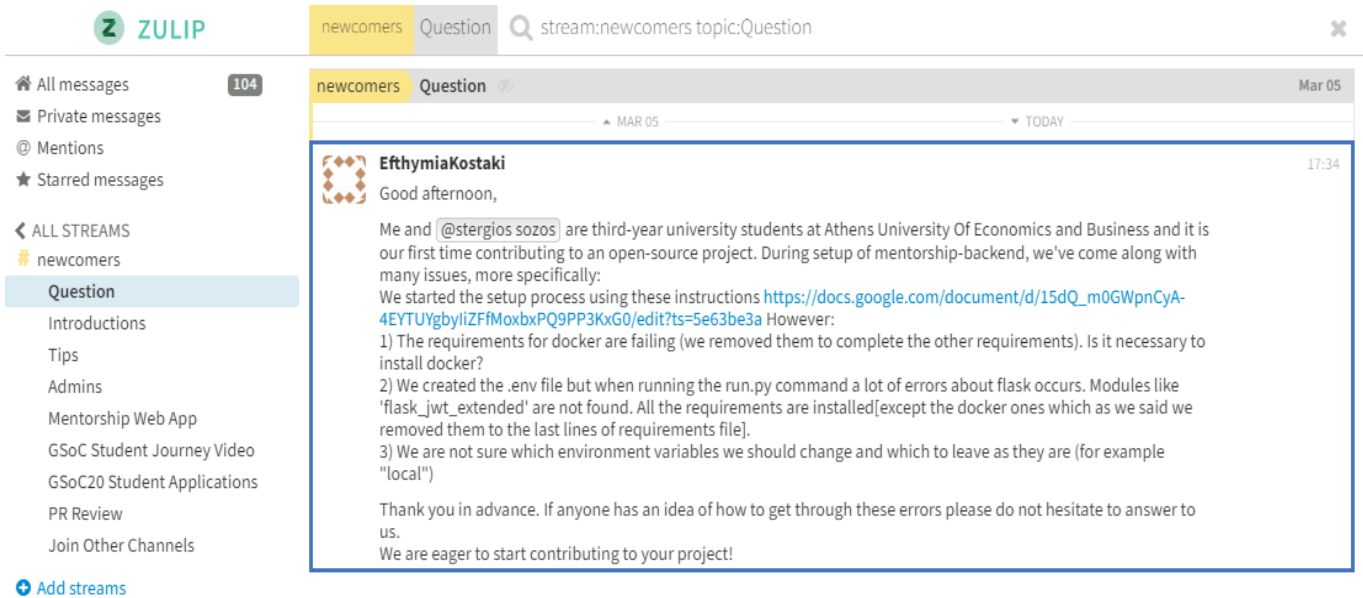 ZULIP
newcomers Question stream:newcomers topic:Question
All messages 104
Private messages
@ Mentions
Starred messages
ALL STREAMS
# newcomers
Question
Introductions
Tips
Admins
Mentorship Web App
GSoC Student Journey Video
GSoC20 Student Applications
PR Review
Join Other Channels
Add streams
newcomers Question Mar 05
MAR 05 TODAY
EfthymiaKostaki 17:34
Good afternoon,
Me and @stergios sozos are third-year university students at Athens University Of Economics and Business and it is
our first time contributing to an open-source project. During setup of mentorship-backend, we've come along with
many issues, more specifically:
We started the setup process using these instructions https://docs.google.com/document/d/15dQ_m0GWpnCyA-
4EYTUYgbyIiZFfMoxbxPQ9PP3KxG0/edit?ts=5e63be3a However:
1) The requirements for docker are failing (we removed them to complete the other requirements). Is it necessary to
install docker?
2) We created the .env file but when running the run.py command a lot of errors about flask occurs. Modules like
'flask_jwt_extended' are not found. All the requirements are installed[except the docker ones which as we said we
removed them to the last lines of requirements file].
3) We are not sure which environment variables we should change and which to leave as they are (for example
"local")
Thank you in advance. If anyone has an idea of how to get through these errors please do not hesitate to answer to
us.
We are eager to start contributing to your project!